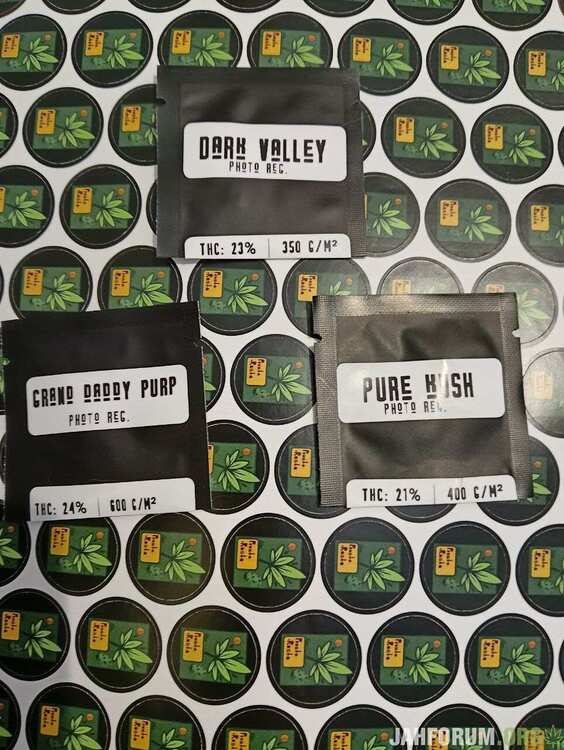 DARK VALLEY
PHOTO REG.
THC: 23% | 350 G/M²
GRAND DADDY PURP
PHOTO REG.
THC: 24% | 600 G/M²
PURE KUSH
PHOTO REG.
THC: 21% | 400 G/M²
JAHFORUM.ORG